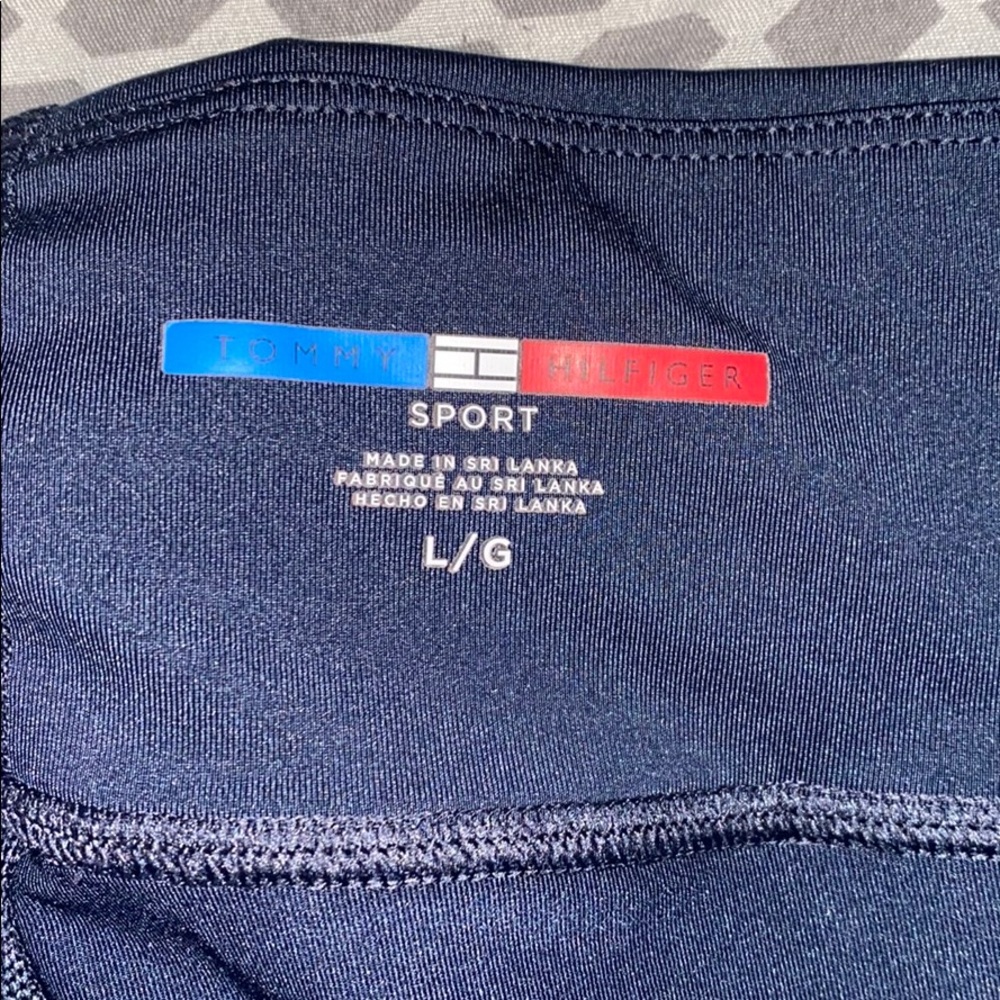 TOMMY HILFIGER
SPORT
MADE IN SRI LANKA
FABRIQUÉ AU SRI LANKA
HECHO EN SRI LANKA
L/G